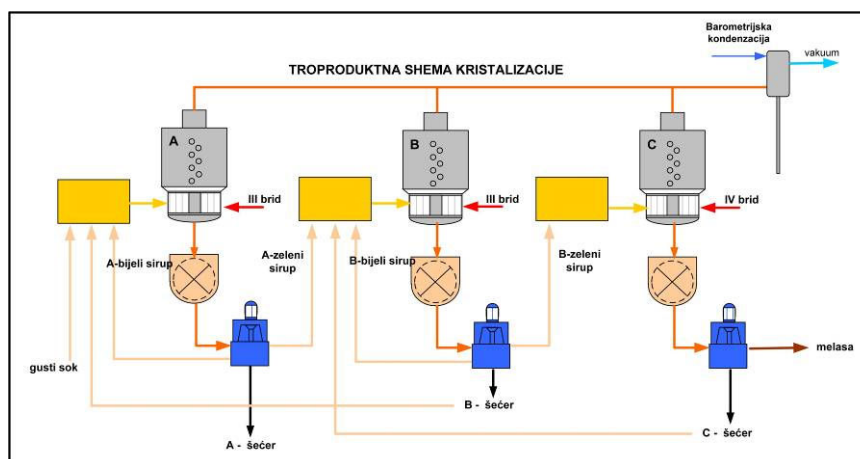 Barometrijska
kondenzacija
vakuum
TROPRODUKTNA SHEMA KRISTALIZACIJE
A
B
C
III brid
III brid
IV brid
A-bijeli sirup
A-zeleni
sirup
B-bijeli sirup
B-zeleni
sirup
gusti sok
melasa
B - šećer
A - šećer
C - šećer